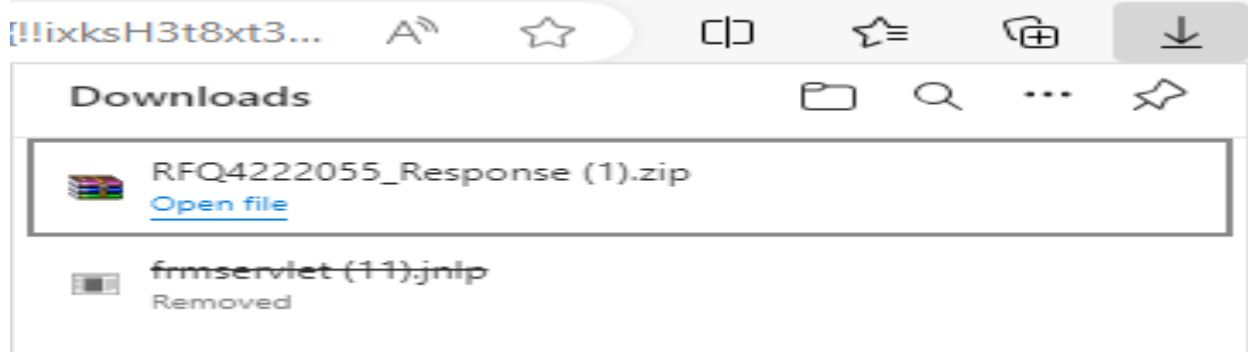 {!!ixksH3t8xt3...
Downloads
RFQ4222055_Response (1).zip
Open file
frmservlet (11).jnlp
Removed